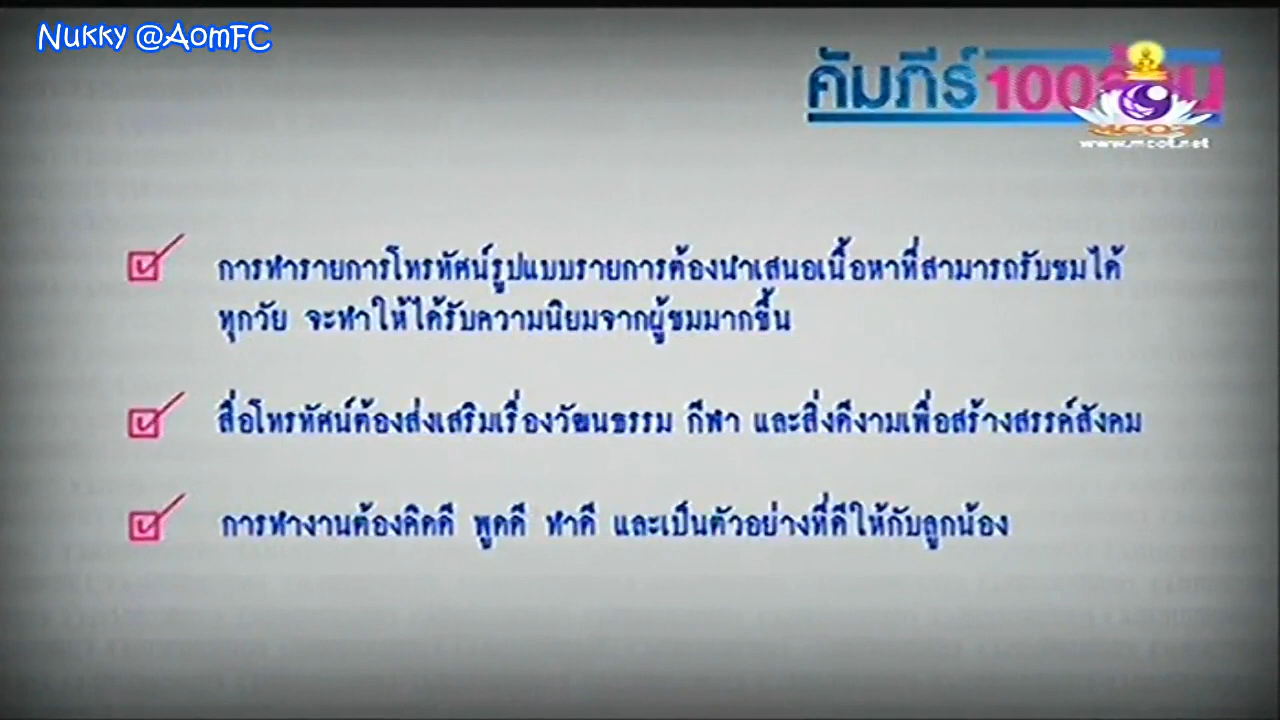 Nukky @AomFC
คัมภีร์ 100ล้าน
MCOT
www.mcot.net
การทำรายการโทรทัศน์รูปแบบรายการต้องนำเสนอเนื้อหาที่สามารถรับชมได้
ทุกวัย จะทำให้ได้รับความนิยมจากผู้ชมมากขึ้น
สื่อโทรทัศน์ต้องส่งเสริมเรื่องวัฒนธรรม กีฬา และสิ่งดีงามเพื่อสร้างสรรค์สังคม
การทำงานต้องคิดดี พูดดี ทำดี และเป็นตัวอย่างที่ดีให้กับลูกน้อง